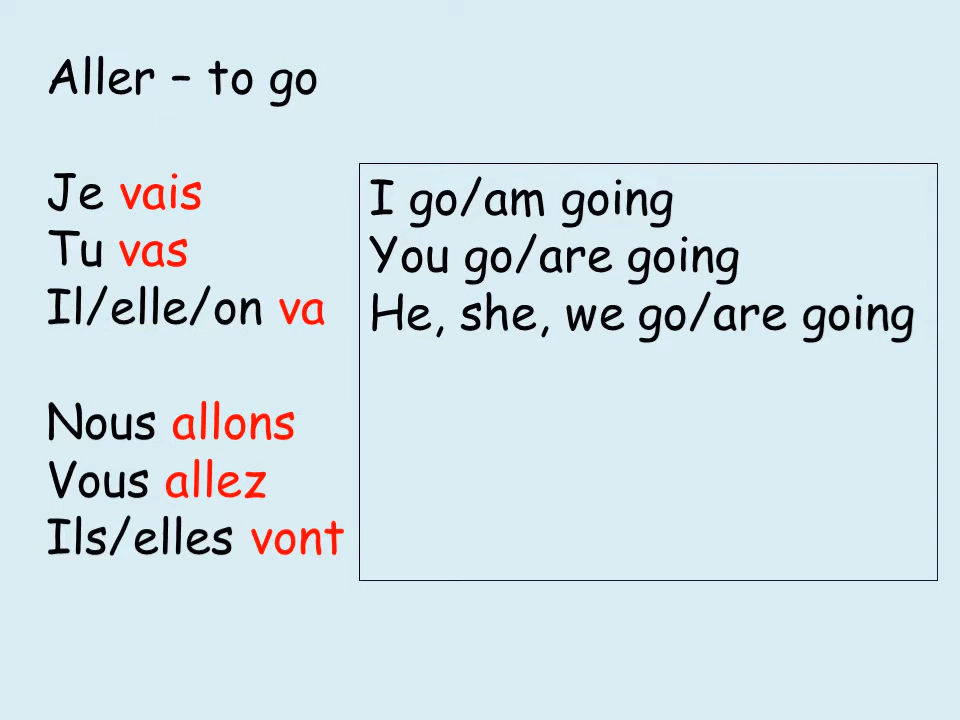 Aller – to go
Je vais
Tu vas
Il/elle/on va
Nous allons
Vous allez
Ils/elles vont
I go/am going
You go/are going
He, she, we go/are going